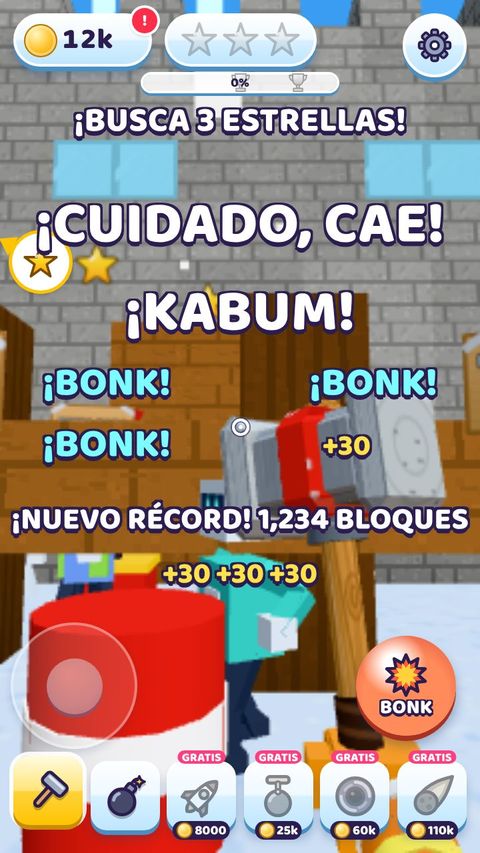 12k
!
0%
¡BUSCA 3 ESTRELLAS!
¡CUIDADO, CAE!
¡KABUM!
¡BONK! ¡BONK!
¡BONK! +30
¡NUEVO RÉCORD! 1,234 BLOQUES
+30 +30 +30
BONK
GRATIS GRATIS GRATIS GRATIS
8000 25k 60k 110k